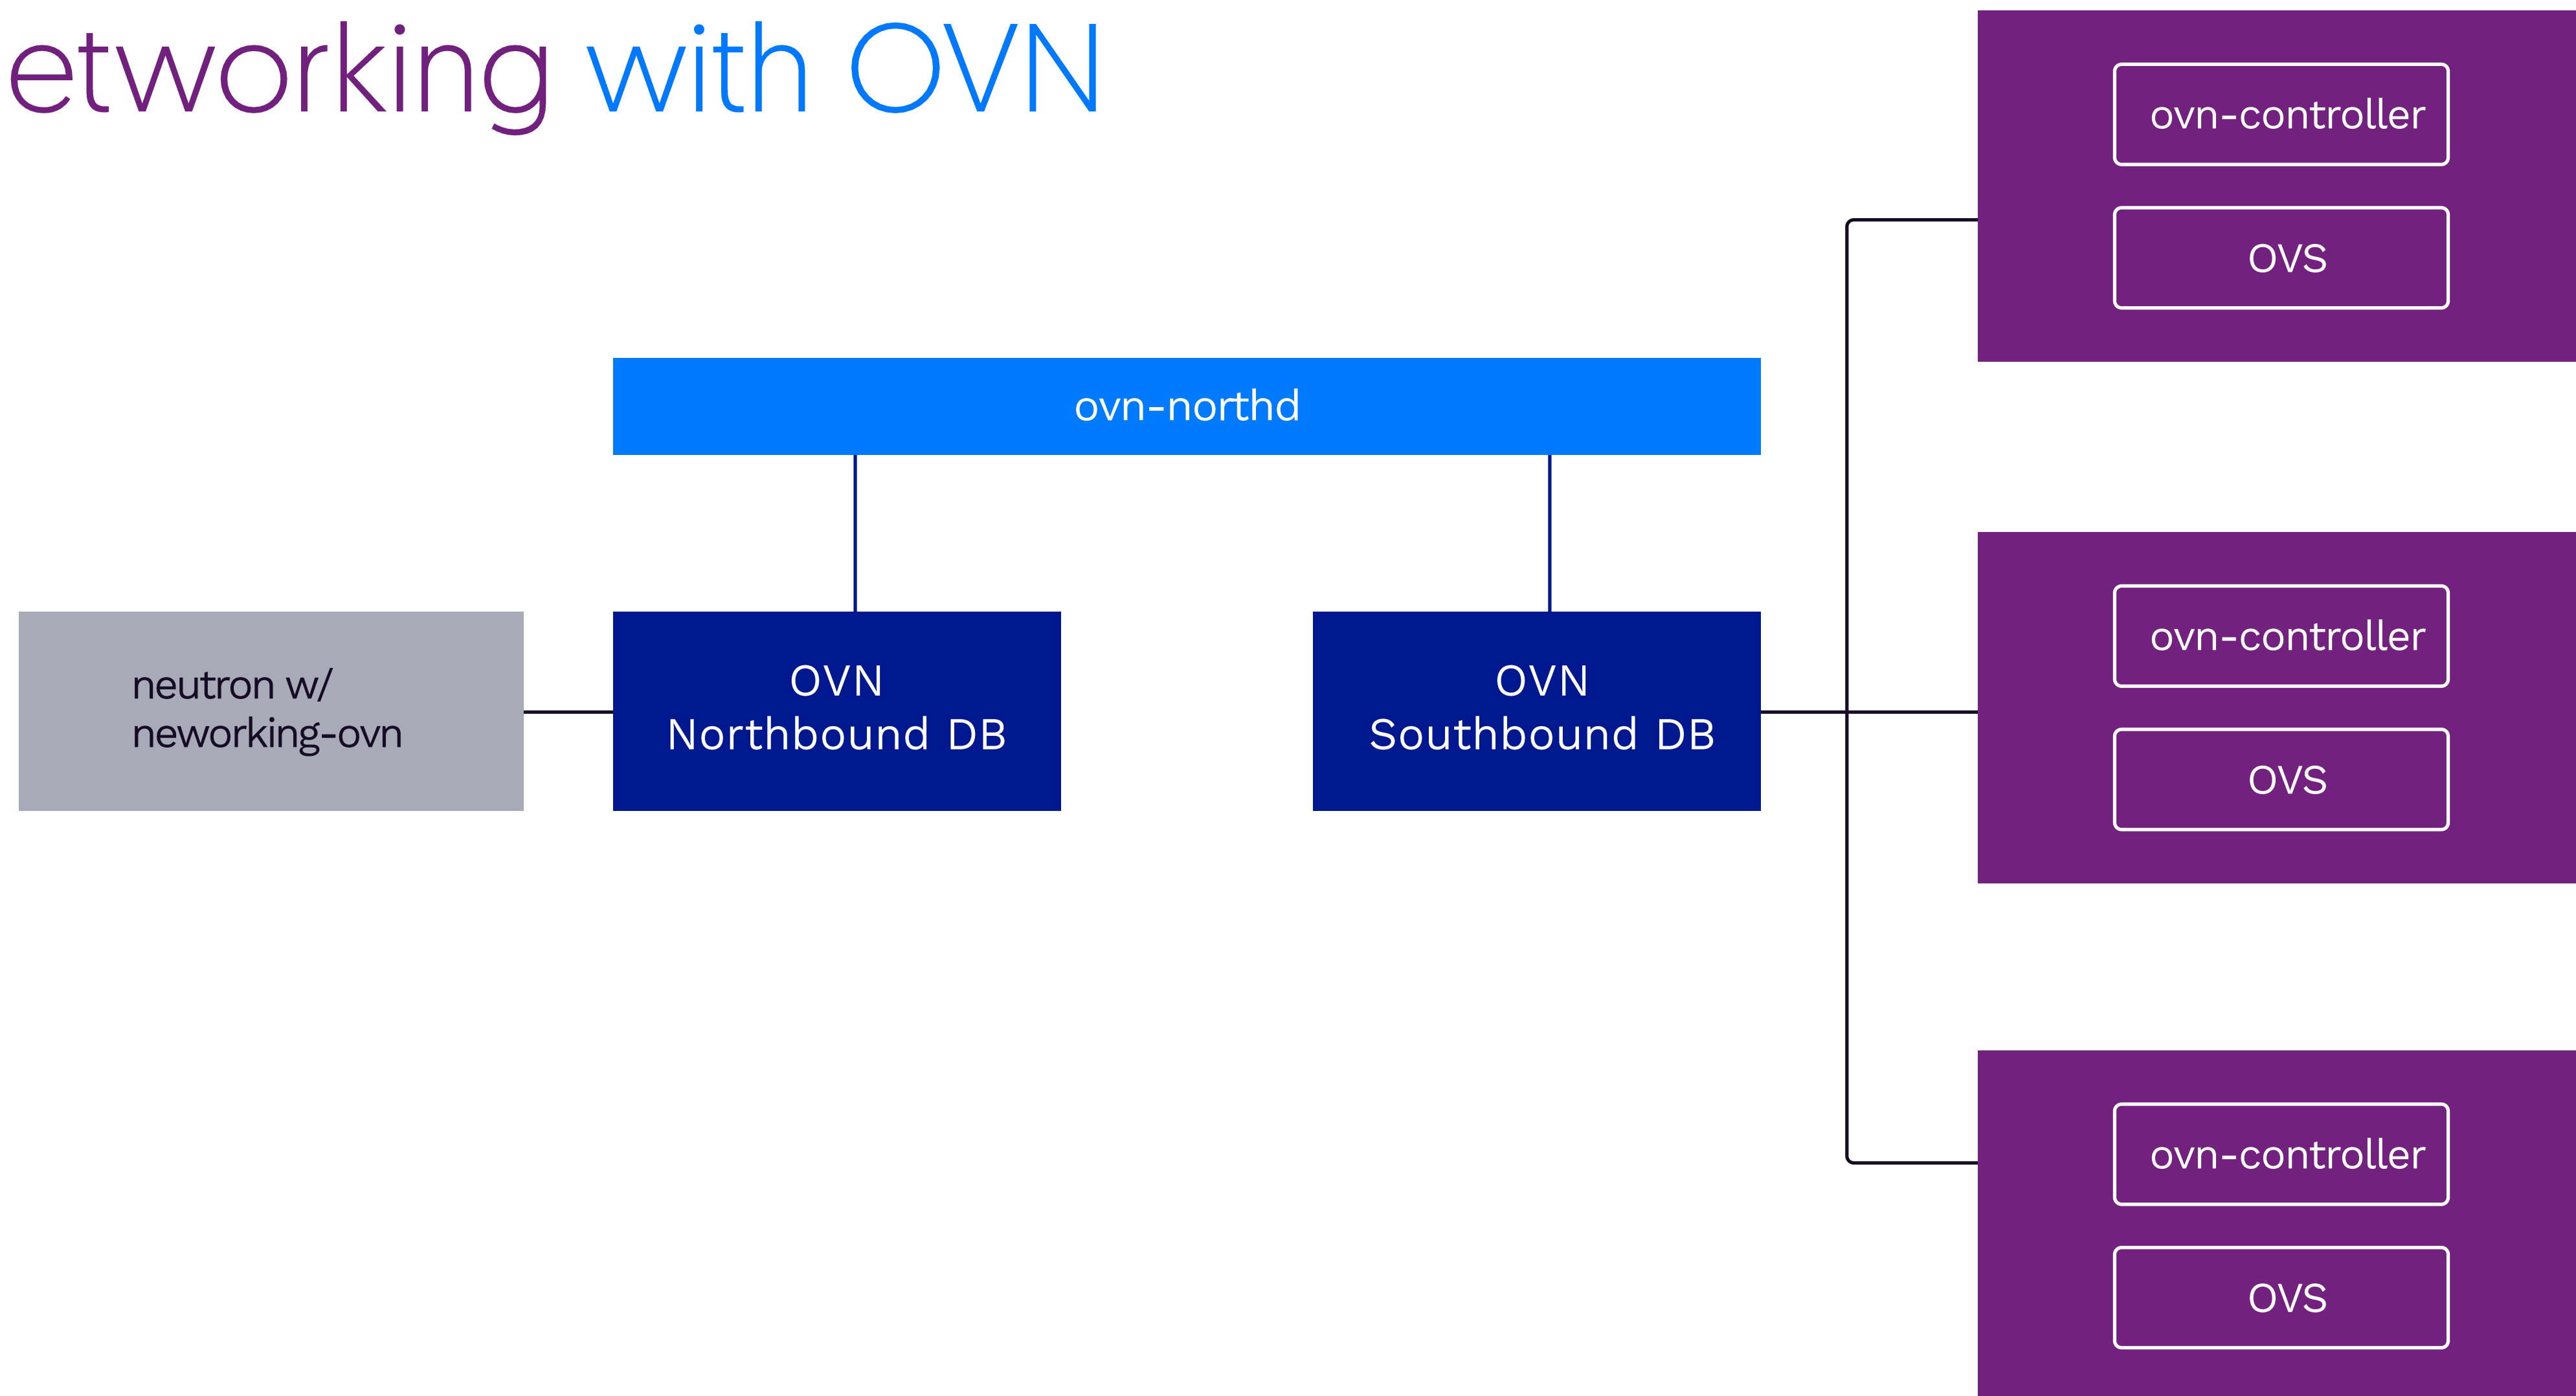 etworking with OVN
ovn-controller
OVS
ovn-northd
neutron w/
neworking-ovn
OVN
Northbound DB
OVN
Southbound DB
ovn-controller
OVS
ovn-controller
OVS